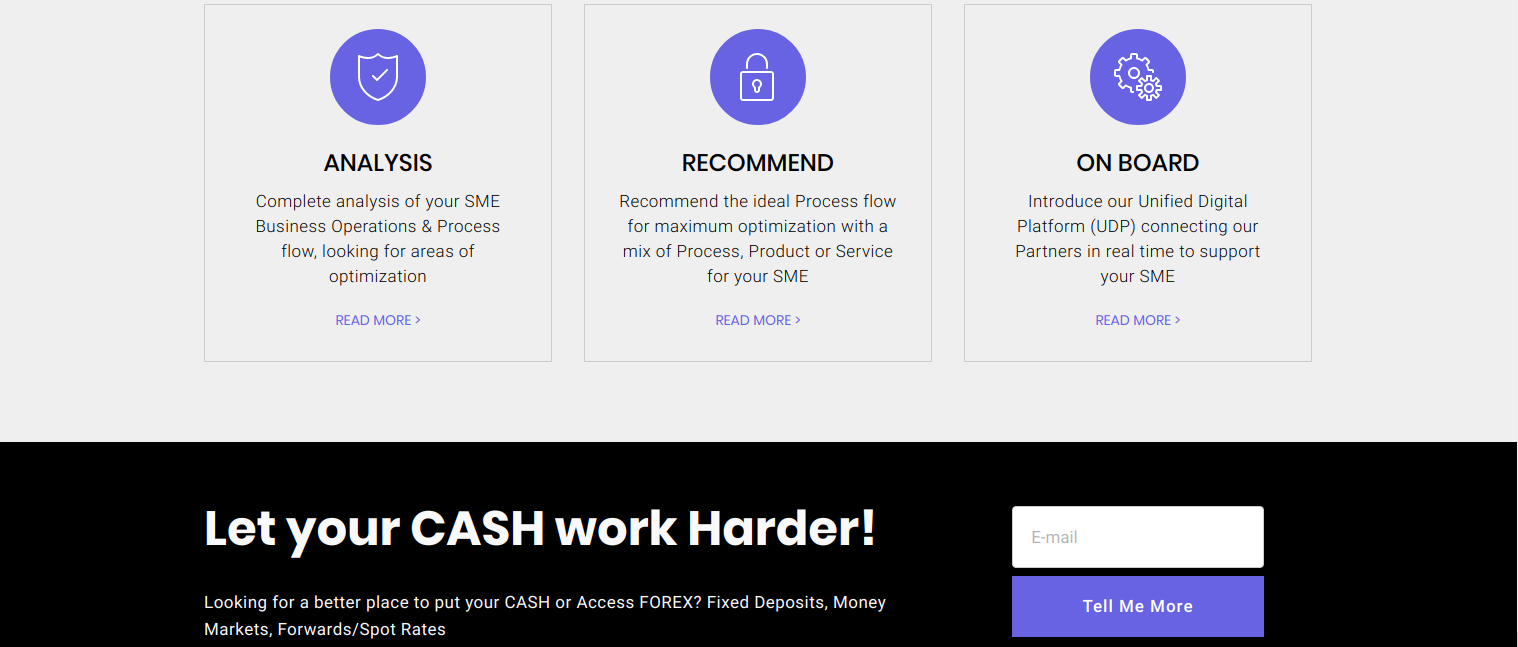 ANALYSIS
Complete analysis of your SME
Business Operations & Process
flow, looking for areas of
optimization
READ MORE >
RECOMMEND
Recommend the ideal Process flow
for maximum optimization with a
mix of Process, Product or Service
for your SME
READ MORE >
ON BOARD
Introduce our Unified Digital
Platform (UDP) connecting our
Partners in real time to support
your SME
READ MORE >
Let your CASH work Harder!
Looking for a better place to put your CASH or Access FOREX? Fixed Deposits, Money
Markets, Forwards/Spot Rates
E-mail
Tell Me More